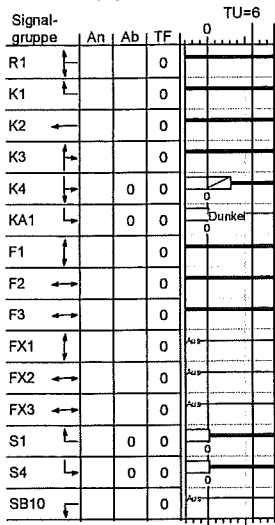 TU=6
Signal-
gruppe An Ab TF 0
R1 0
K1 0
K2 0
K3 0
K4 0 0 0
KA1 0 0 Dunkel 0
F1 0
F2 0
F3 0
FX1 0 Aus
FX2 0 Aus
FX3 0 Aus
S1 0 0 0
S4 0 0 0
SB10 0 Aus